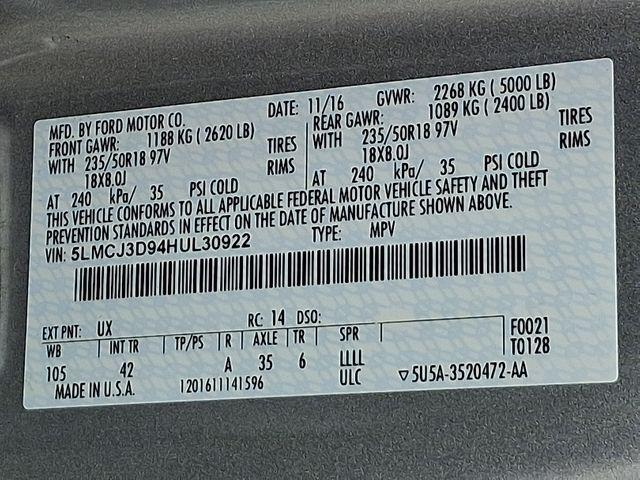 MFD. BY FORD MOTOR CO. DATE: 11/16 GVWR: 2268 KG ( 5000 LB)
FRONT GAWR: 1188 KG ( 2620 LB) REAR GAWR: 1089 KG ( 2400 LB)
WITH 235/50R18 97V TIRES WITH 235/50R18 97V TIRES
18X8.0J RIMS 18X8.0J RIMS
AT 240 kPa/ 35 PSI COLD AT 240 kPa/ 35 PSI COLD
THIS VEHICLE CONFORMS TO ALL APPLICABLE FEDERAL MOTOR VEHICLE SAFETY AND THEFT
PREVENTION STANDARDS IN EFFECT ON THE DATE OF MANUFACTURE SHOWN ABOVE.
VIN: 5LMCJ3D94HUL30922 TYPE: MPV
EXT PNT: UX RC: 14 DSO:
WB INT TR TP/PS R AXLE TR SPR F0021
105 42 A 35 6 LLLL T0128
MADE IN U.S.A. 1201611141596 ULC ▽5U5A-3520472-AA